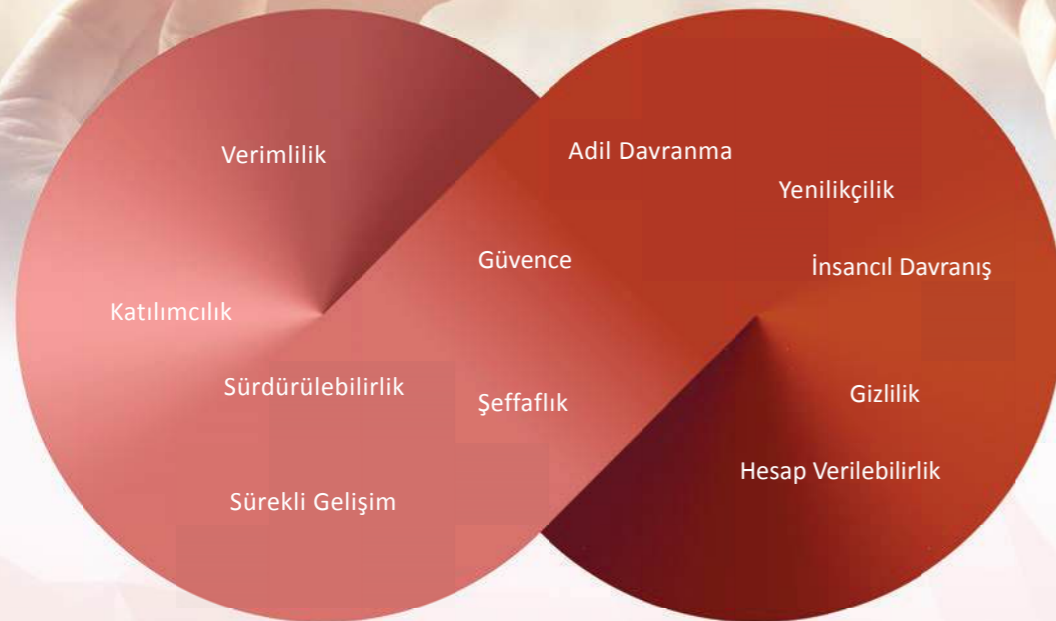 Verimlilik
Adil Davranma
Yenilikçilik
Güvence
İnsancıl Davranış
Katılımcılık
Sürdürülebilirlik
Şeffaflık
Gizlilik
Hesap Verilebilirlik
Sürekli Gelişim